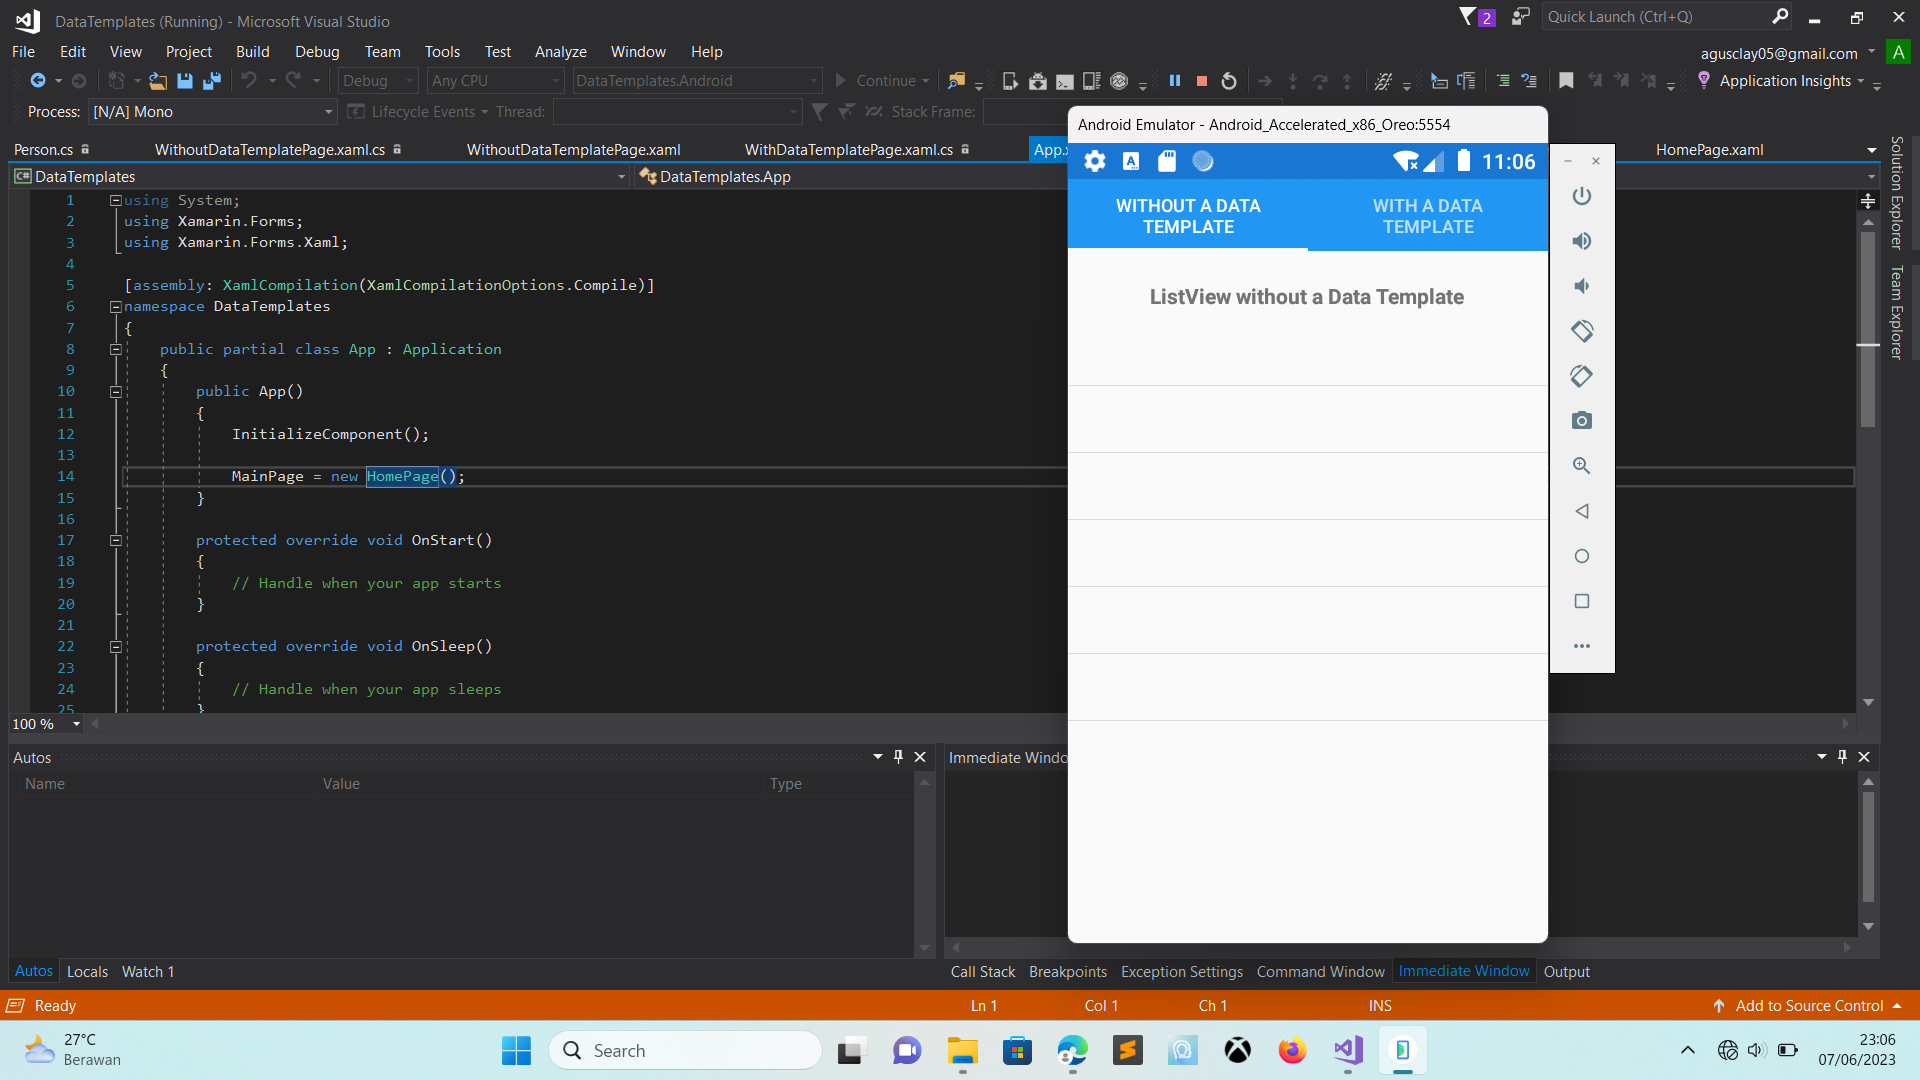 DataTemplates (Running) - Microsoft Visual Studio
2
Quick Launch (Ctrl+Q)
File Edit View Project Build Debug Team Tools Test Analyze Window Help
agusclay05@gmail.com A
Debug Any CPU DataTemplates.Android Continue Application Insights
Process: [N/A] Mono Lifecycle Events Thread: Stack Frame:
Person.cs WithoutDataTemplatePage.xaml.cs WithoutDataTemplatePage.xaml WithDataTemplatePage.xaml.cs App.x HomePage.xaml
DataTemplates DataTemplates.App
1 using System;
2 using Xamarin.Forms;
3 using Xamarin.Forms.Xaml;
4
5 [assembly: XamlCompilation(XamlCompilationOptions.Compile)]
6 namespace DataTemplates
7 {
8 public partial class App : Application
9 {
10 public App()
11 {
12 InitializeComponent();
13
14 MainPage = new HomePage();
15 }
16
17 protected override void OnStart()
18 {
19 // Handle when your app starts
20 }
21
22 protected override void OnSleep()
23 {
24 // Handle when your app sleeps
25 }
100 %
Solution Explorer
Team Explorer
Android Emulator - Android_Accelerated_x86_Oreo:5554
A 11:06
WITHOUT A DATA
TEMPLATE
WITH A DATA
TEMPLATE
ListView without a Data Template
Autos
Name Value Type
Immediate Windo
Autos Locals Watch 1
Call Stack Breakpoints Exception Settings Command Window Immediate Window Output
Ready Ln 1 Col 1 Ch 1 INS Add to Source Control
27°C
Berawan
Search
23:06
07/06/2023